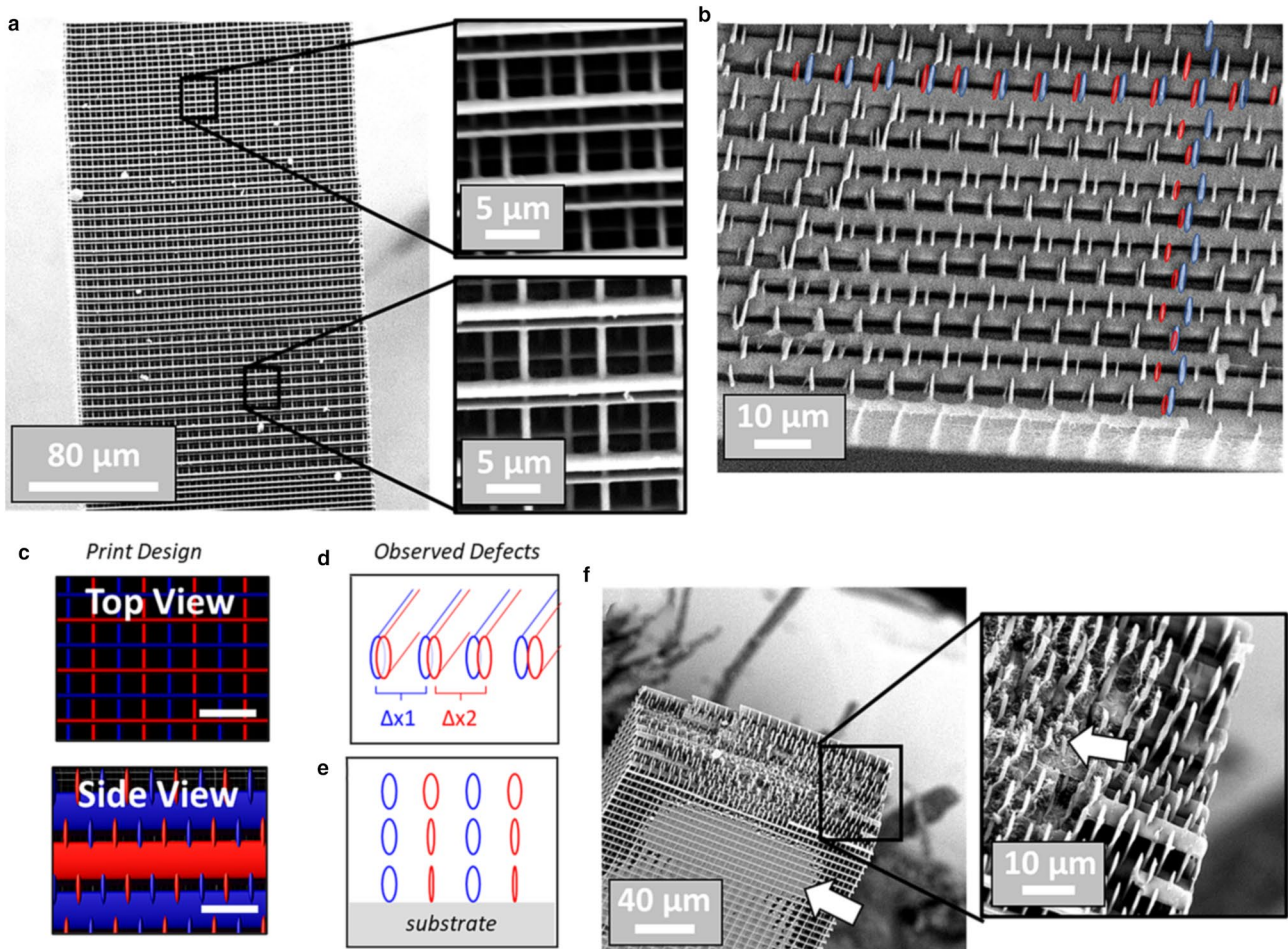 a
5 µm
5 µm
80 µm
b
10 µm
c
Print Design
Top View
Side View
d
Observed Defects
Δx1
Δx2
e
substrate
f
40 µm
10 µm